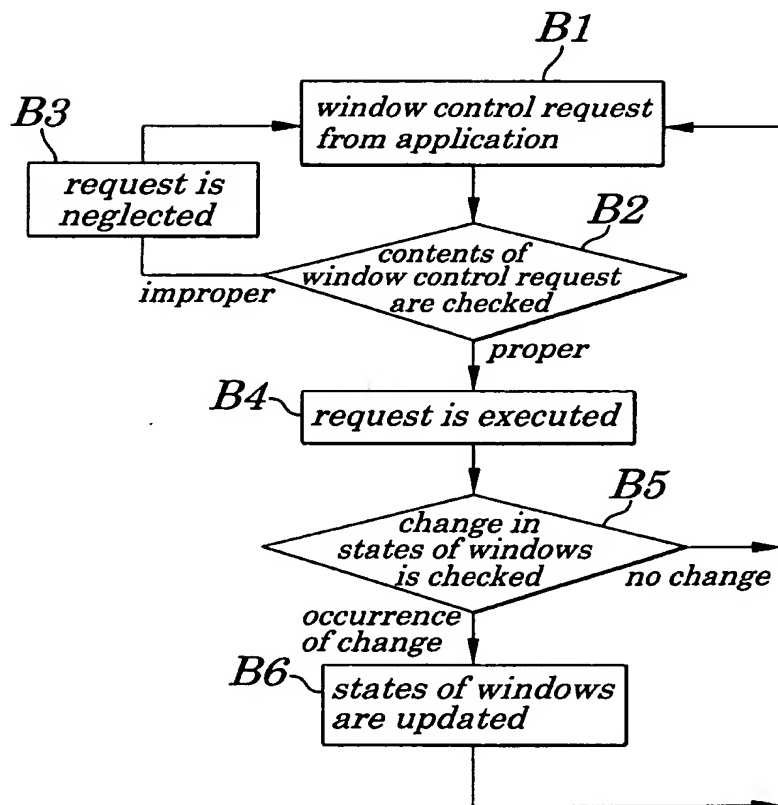 B1
window control request
from application
B3
request is
neglected
B2
contents of
window control request
are checked
improper
proper
B4
request is executed
B5
change in
states of windows
is checked
no change
occurrence
of change
B6
states of windows
are updated